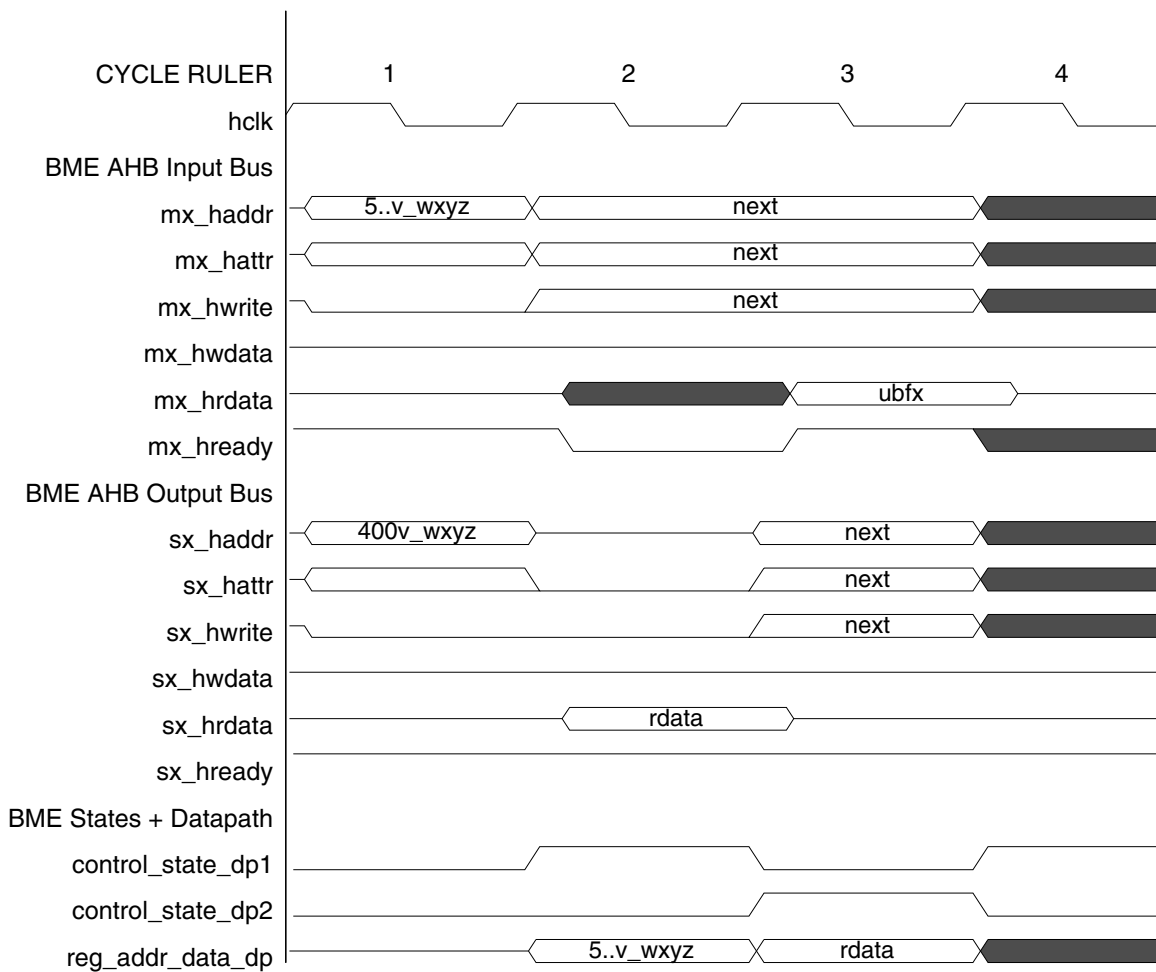 CYCLE RULER 1 2 3 4
hclk
BME AHB Input Bus
mx_haddr 5..v_wxyz next
mx_hattr next
mx_hwrite next
mx_hwdata
mx_hrdata ubfx
mx_hready
BME AHB Output Bus
sx_haddr 400v_wxyz next
sx_hattr next
sx_hwrite next
sx_hwdata
sx_hrdata rdata
sx_hready
BME States + Datapath
control_state_dp1
control_state_dp2
reg_addr_data_dp 5..v_wxyz rdata